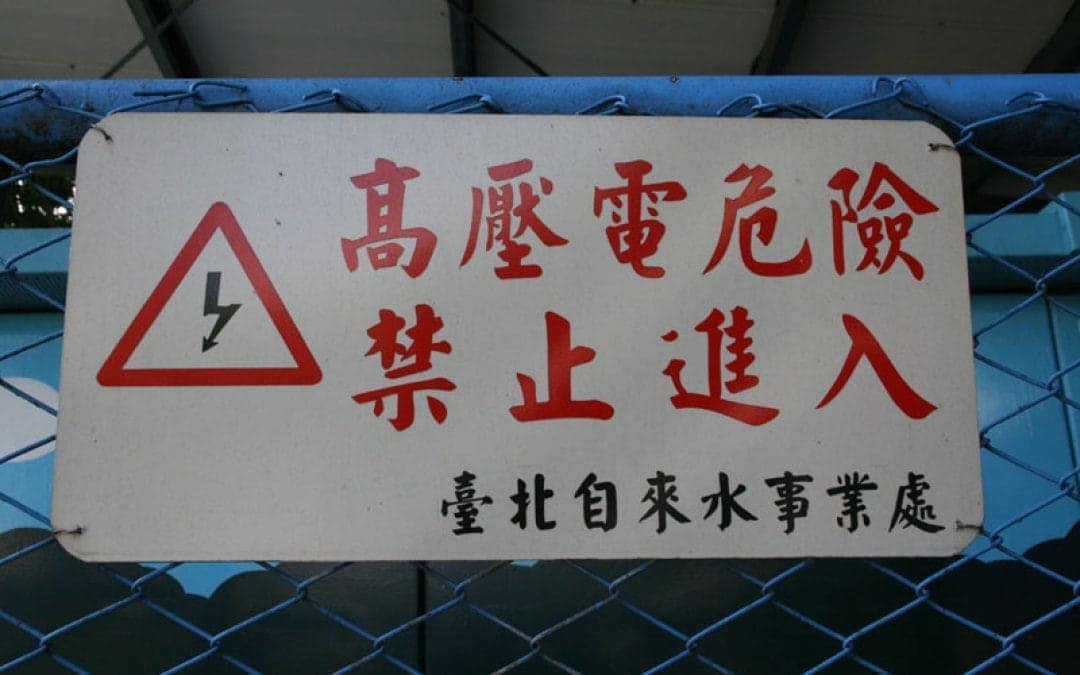 高壓電危險
禁止進入
臺北自來水事業處